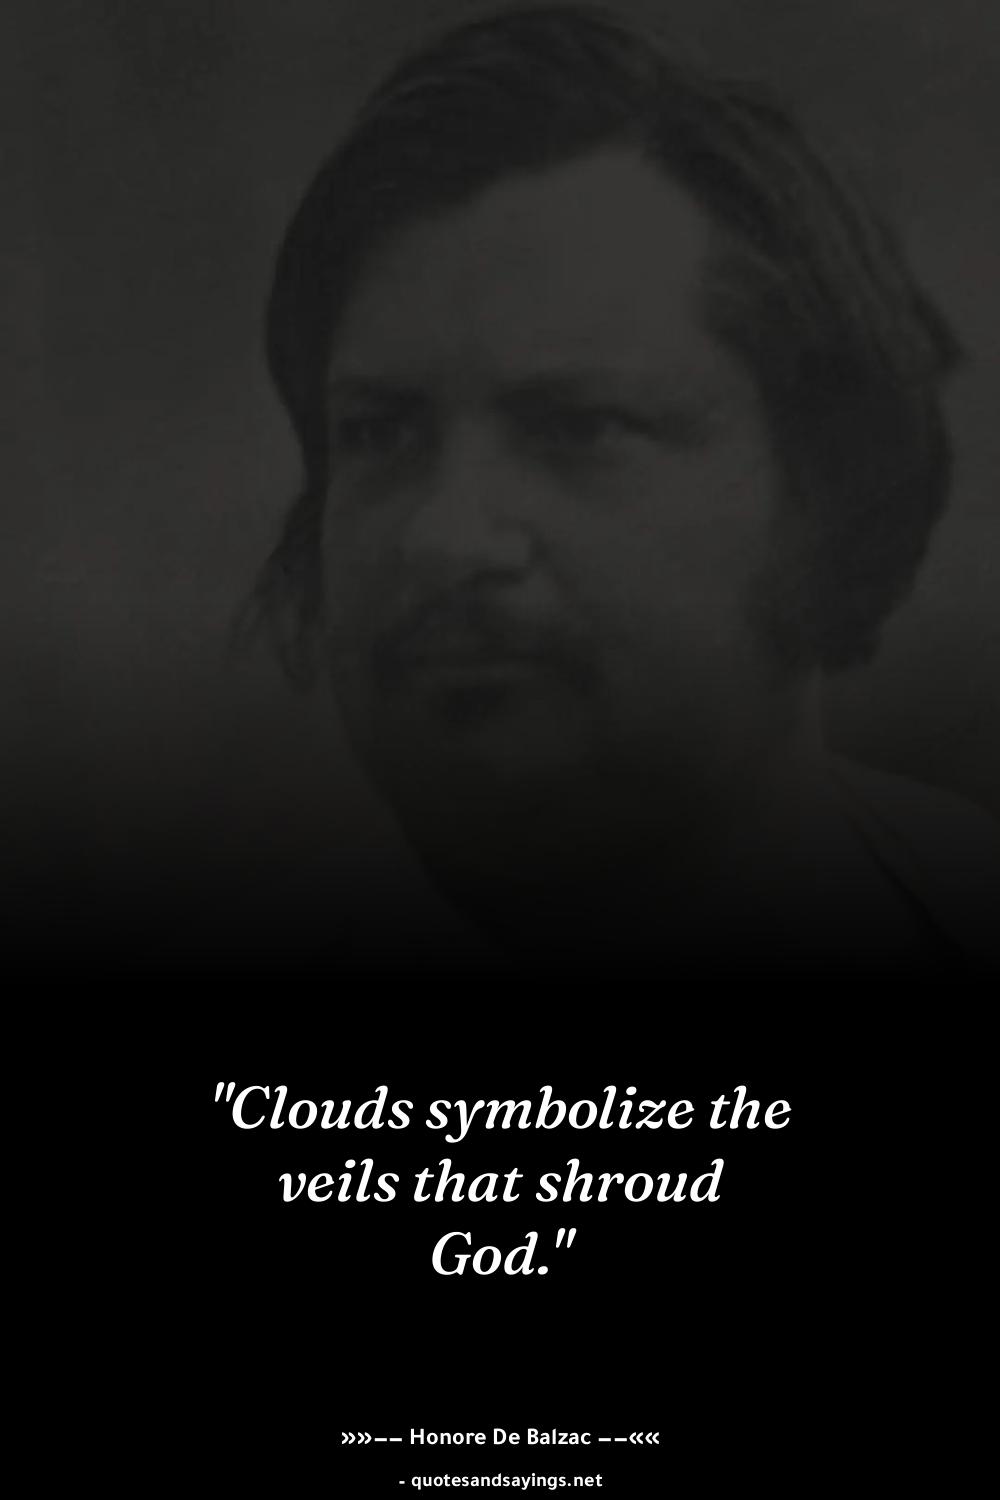 "Clouds symbolize the
veils that shroud
God."
»»−− Honore De Balzac −−««
- quotesandsayings.net